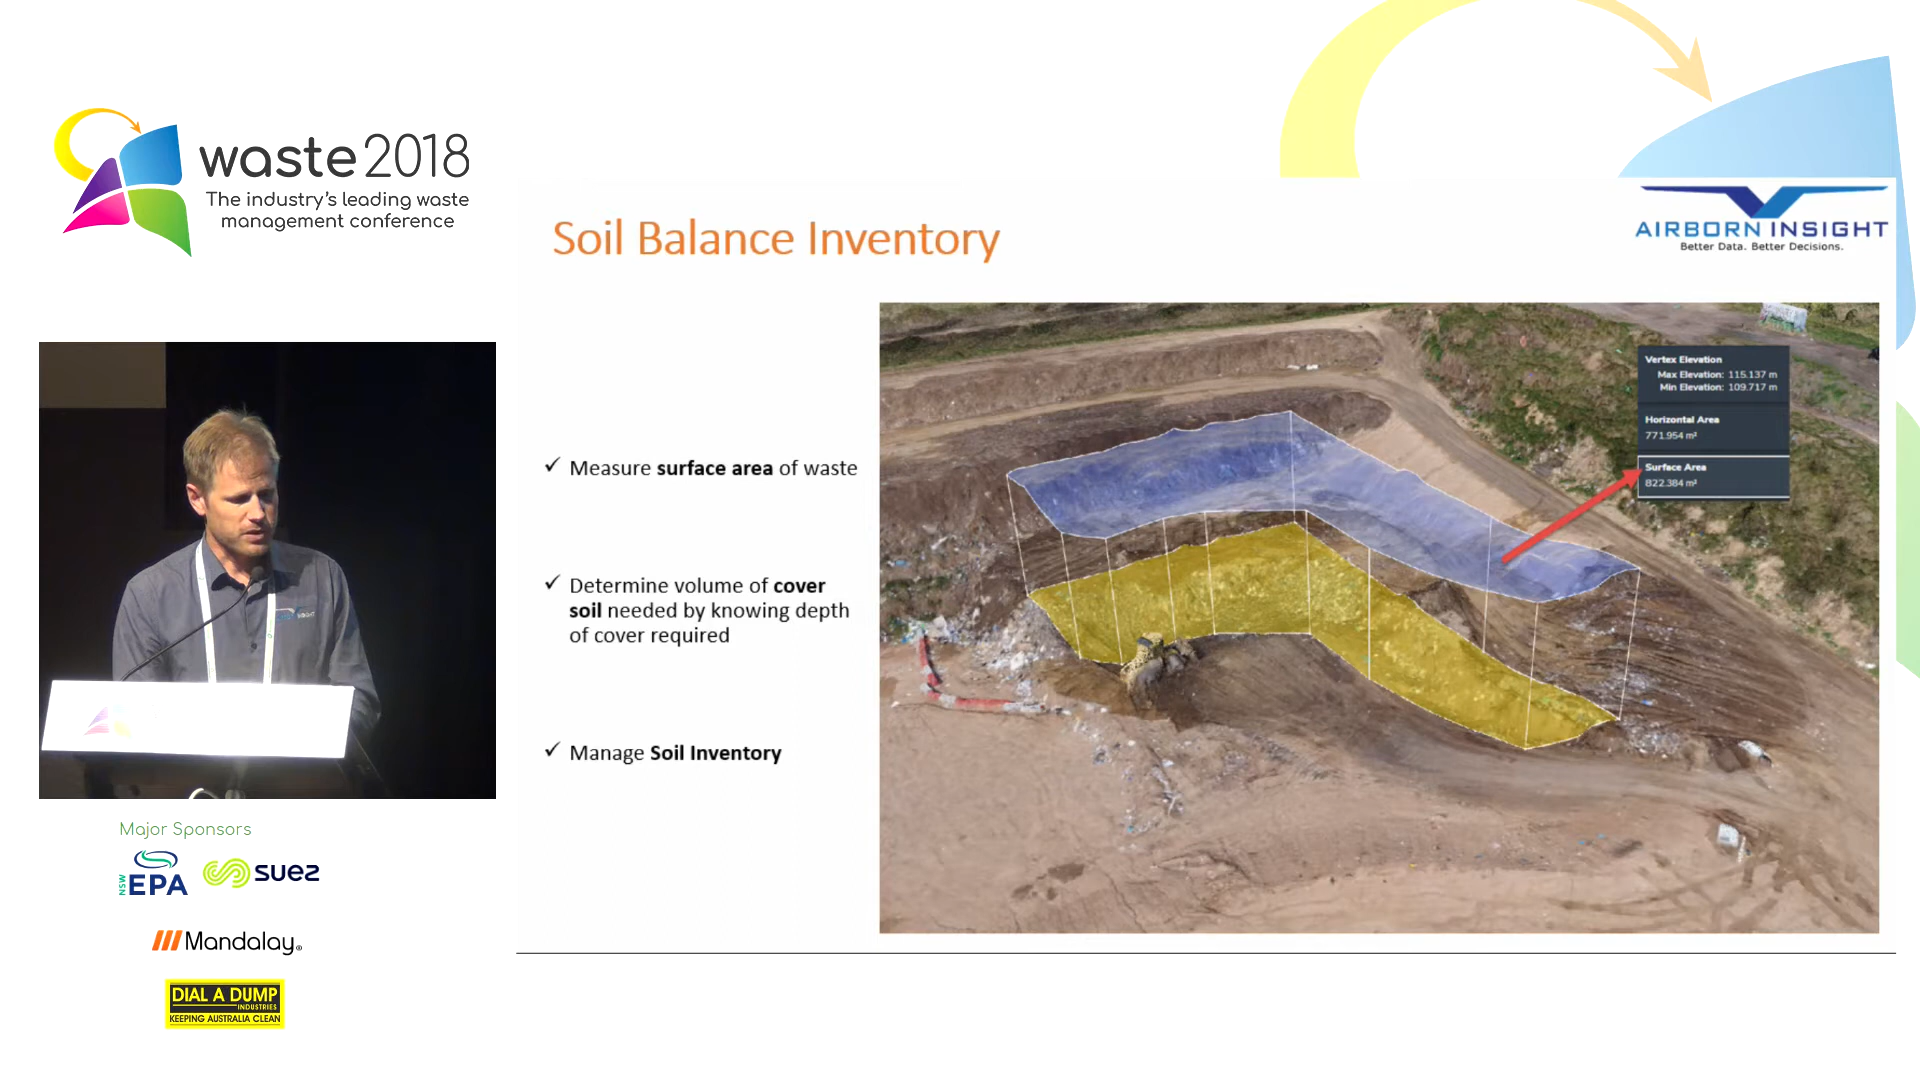 waste 2018
The industry's leading waste
management conference
Soil Balance Inventory
AIRBORN INSIGHT
Better Data. Better Decisions.
✓ Measure surface area of waste
✓ Determine volume of cover
soil needed by knowing depth
of cover required
✓ Manage Soil Inventory
Vertex Elevation
Max Elevation: 115.137 m
Min Elevation: 109.717 m
Horizontal Area
771.954 m²
Surface Area
822.384 m²
INSIGHT
Major Sponsors
NSW
EPA
suez
Mandalay®
DIAL A DUMP
INDUSTRIES
KEEPING AUSTRALIA CLEAN